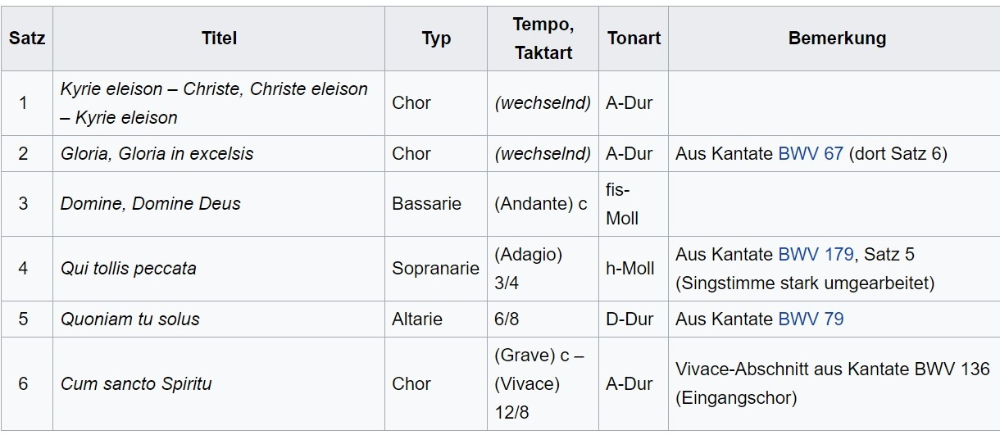 Satz Titel Typ Tempo, Taktart Tonart Bemerkung
1 Kyrie eleison – Christe, Christe eleison – Kyrie eleison Chor (wechselnd) A-Dur
2 Gloria, Gloria in excelsis Chor (wechselnd) A-Dur Aus Kantate BWV 67 (dort Satz 6)
3 Domine, Domine Deus Bassarie (Andante) c fis-Moll
4 Qui tollis peccata Sopranarie (Adagio) 3/4 h-Moll Aus Kantate BWV 179, Satz 5 (Singstimme stark umgearbeitet)
5 Quoniam tu solus Altarie 6/8 D-Dur Aus Kantate BWV 79
6 Cum sancto Spiritu Chor (Grave) c – (Vivace) 12/8 A-Dur Vivace-Abschnitt aus Kantate BWV 136 (Eingangschor)